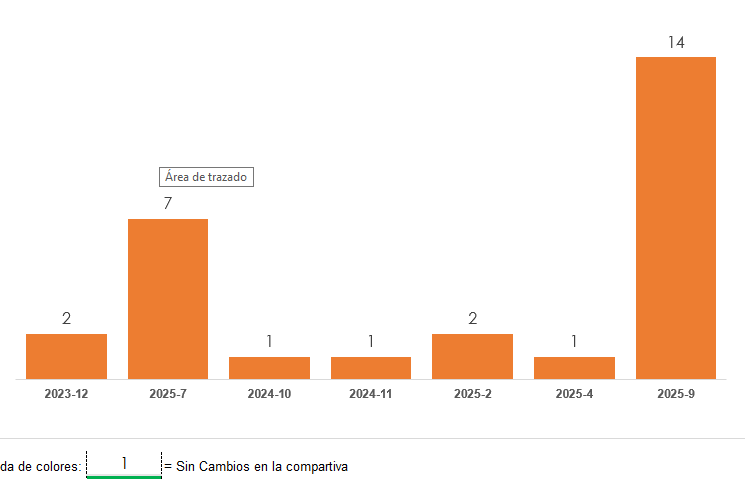 14
Área de trazado
7
2
2
1
1
1
2023-12 2025-7 2024-10 2024-11 2025-2 2025-4 2025-9
da de colores: 1 = Sin Cambios en la compartiva